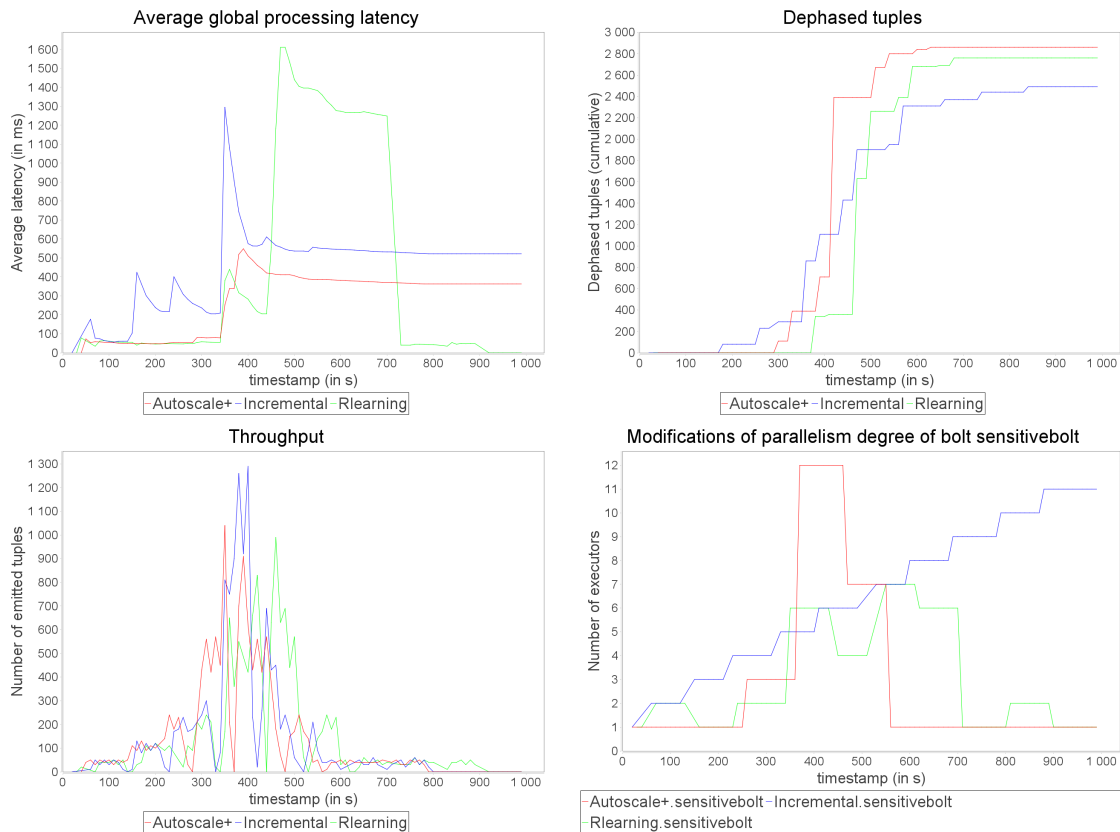 Average global processing latency
1 600
1 500
1 400
1 300
1 200
1 100
1 000
900
800
700
600
500
400
300
200
100
0
Average latency (in ms)
0 100 200 300 400 500 600 700 800 900 1 000
timestamp (in s)
Autoscale+ Incremental Rlearning
Dephased tuples
3 000
2 800
2 600
2 400
2 200
2 000
1 800
1 600
1 400
1 200
1 000
800
600
400
200
0
Dephased tuples (cumulative)
0 100 200 300 400 500 600 700 800 900 1 000
timestamp (in s)
Autoscale+ Incremental Rlearning
Throughput
1 300
1 200
1 100
1 000
900
800
700
600
500
400
300
200
100
0
Number of emitted tuples
0 100 200 300 400 500 600 700 800 900 1 000
timestamp (in s)
Autoscale+ Incremental Rlearning
Modifications of parallelism degree of bolt sensitivebolt
12
11
10
9
8
7
6
5
4
3
2
1
0
Number of executors
0 100 200 300 400 500 600 700 800 900 1 000
timestamp (in s)
Autoscale+.sensitivebolt Incremental.sensitivebolt
Rlearning.sensitivebolt